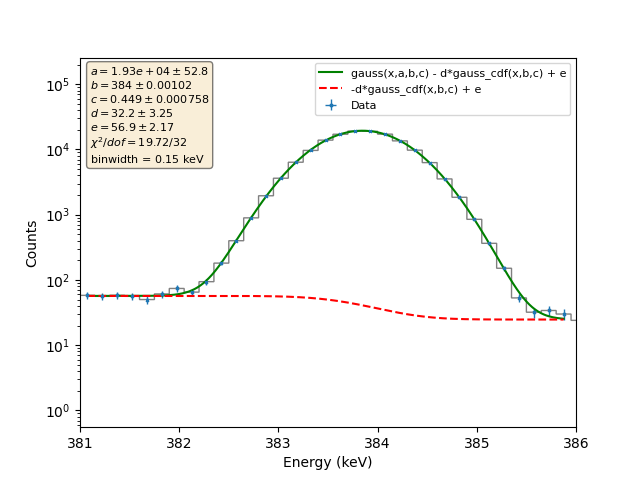 a = 1.93e + 04 ± 52.8
b = 384 ± 0.00102
c = 0.449 ± 0.000758
d = 32.2 ± 3.25
e = 56.9 ± 2.17
χ²/dof = 19.72/32
binwidth = 0.15 keV
gauss(x,a,b,c) - d*gauss_cdf(x,b,c) + e
-d*gauss_cdf(x,b,c) + e
Data
Counts
10⁵
10⁴
10³
10²
10¹
10⁰
381 382 383 384 385 386
Energy (keV)